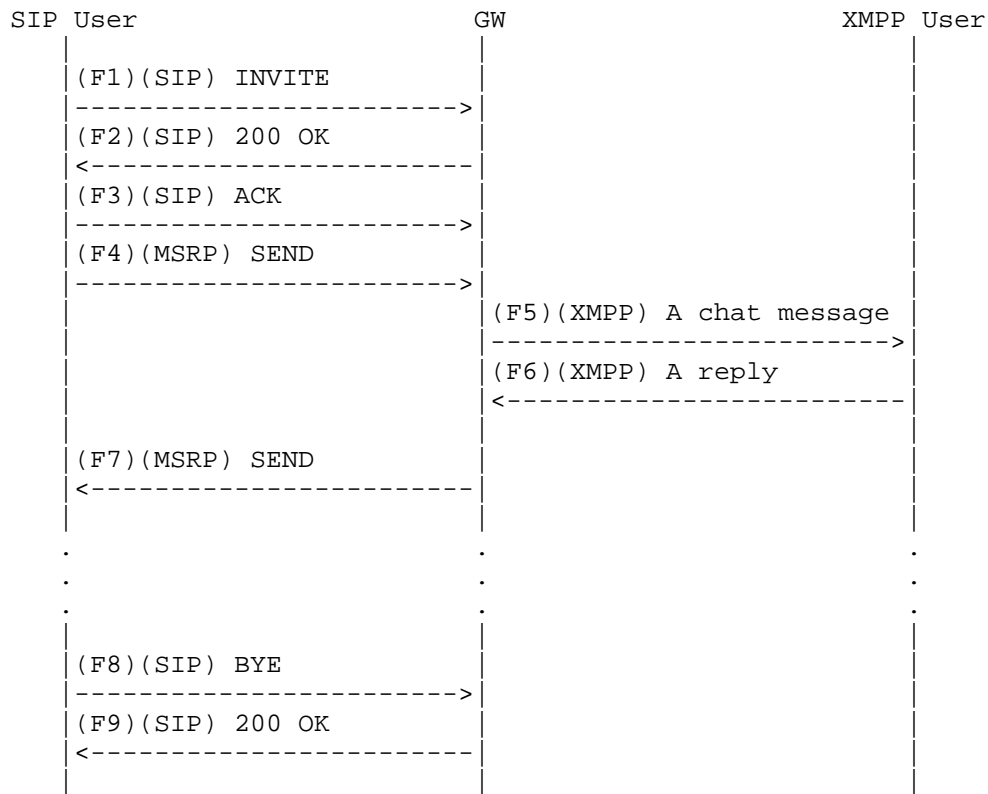 SIP User GW XMPP User
(F1)(SIP) INVITE
(F2)(SIP) 200 OK
(F3)(SIP) ACK
(F4)(MSRP) SEND
(F5)(XMPP) A chat message
(F6)(XMPP) A reply
(F7)(MSRP) SEND
(F8)(SIP) BYE
(F9)(SIP) 200 OK